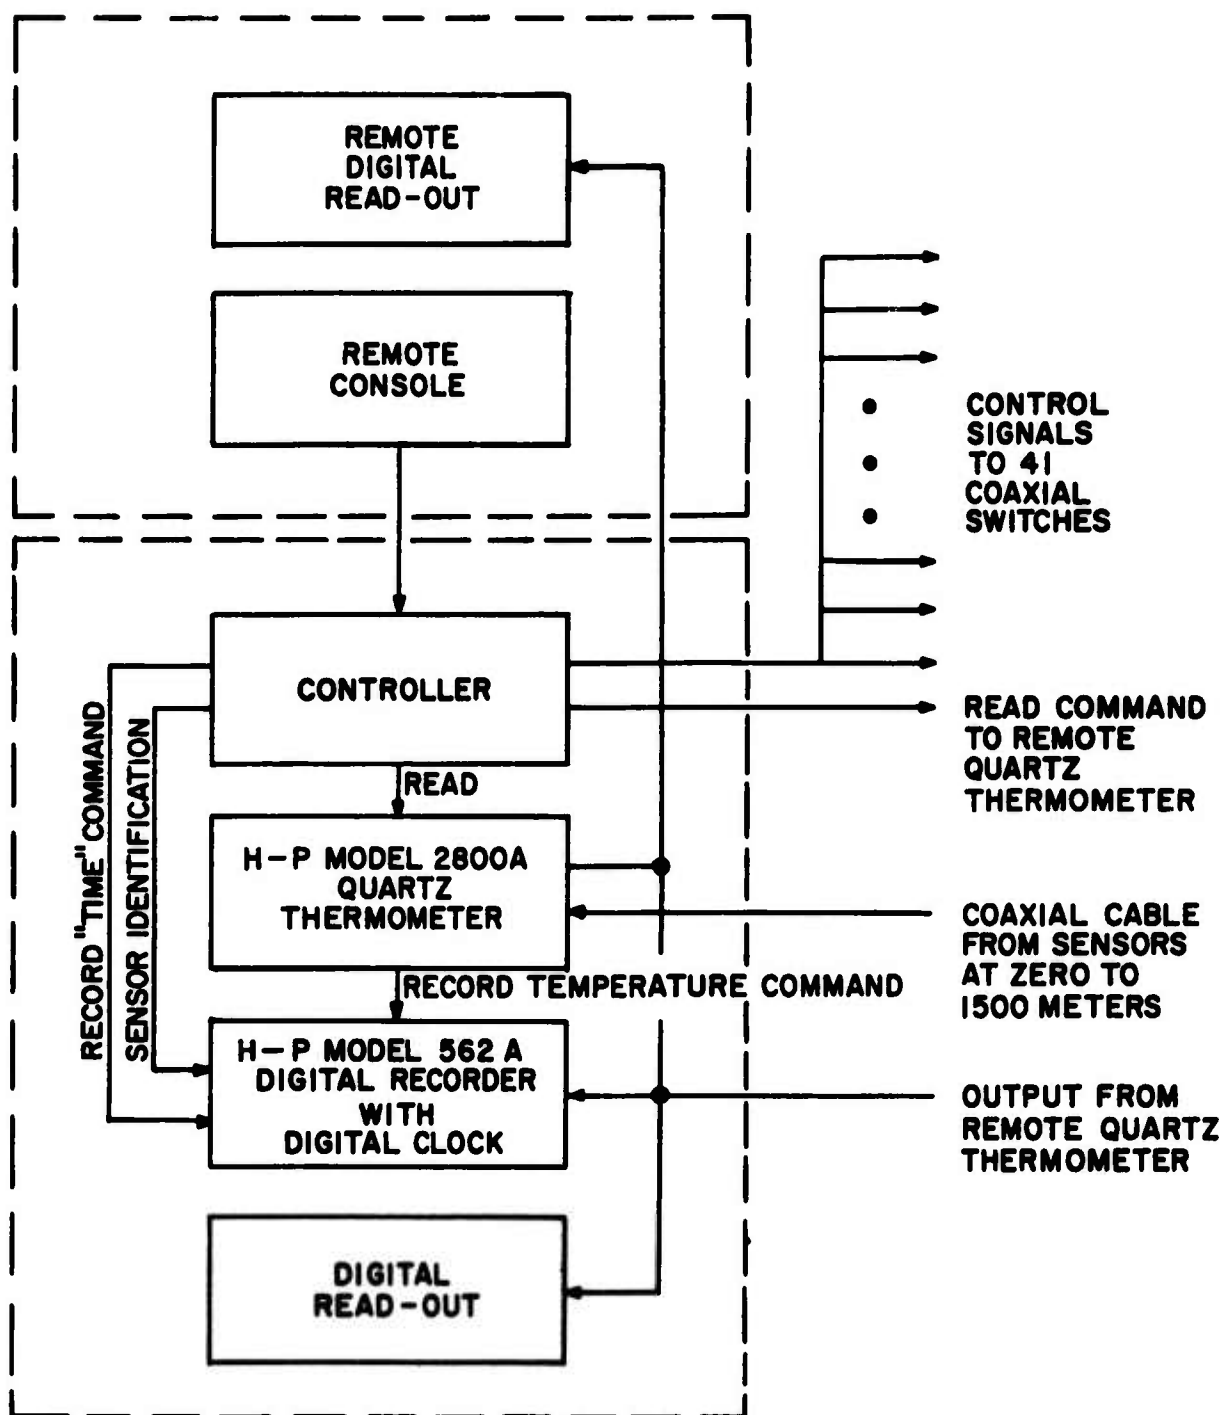 REMOTE
DIGITAL
READ-OUT
REMOTE
CONSOLE
CONTROL
SIGNALS
TO 41
COAXIAL
SWITCHES
CONTROLLER
READ COMMAND
TO REMOTE
QUARTZ
THERMOMETER
RECORD "TIME" COMMAND
SENSOR IDENTIFICATION
READ
H-P MODEL 2800A
QUARTZ
THERMOMETER
COAXIAL CABLE
FROM SENSORS
AT ZERO TO
1500 METERS
RECORD TEMPERATURE COMMAND
H-P MODEL 562 A
DIGITAL RECORDER
WITH
DIGITAL CLOCK
OUTPUT FROM
REMOTE QUARTZ
THERMOMETER
DIGITAL
READ-OUT